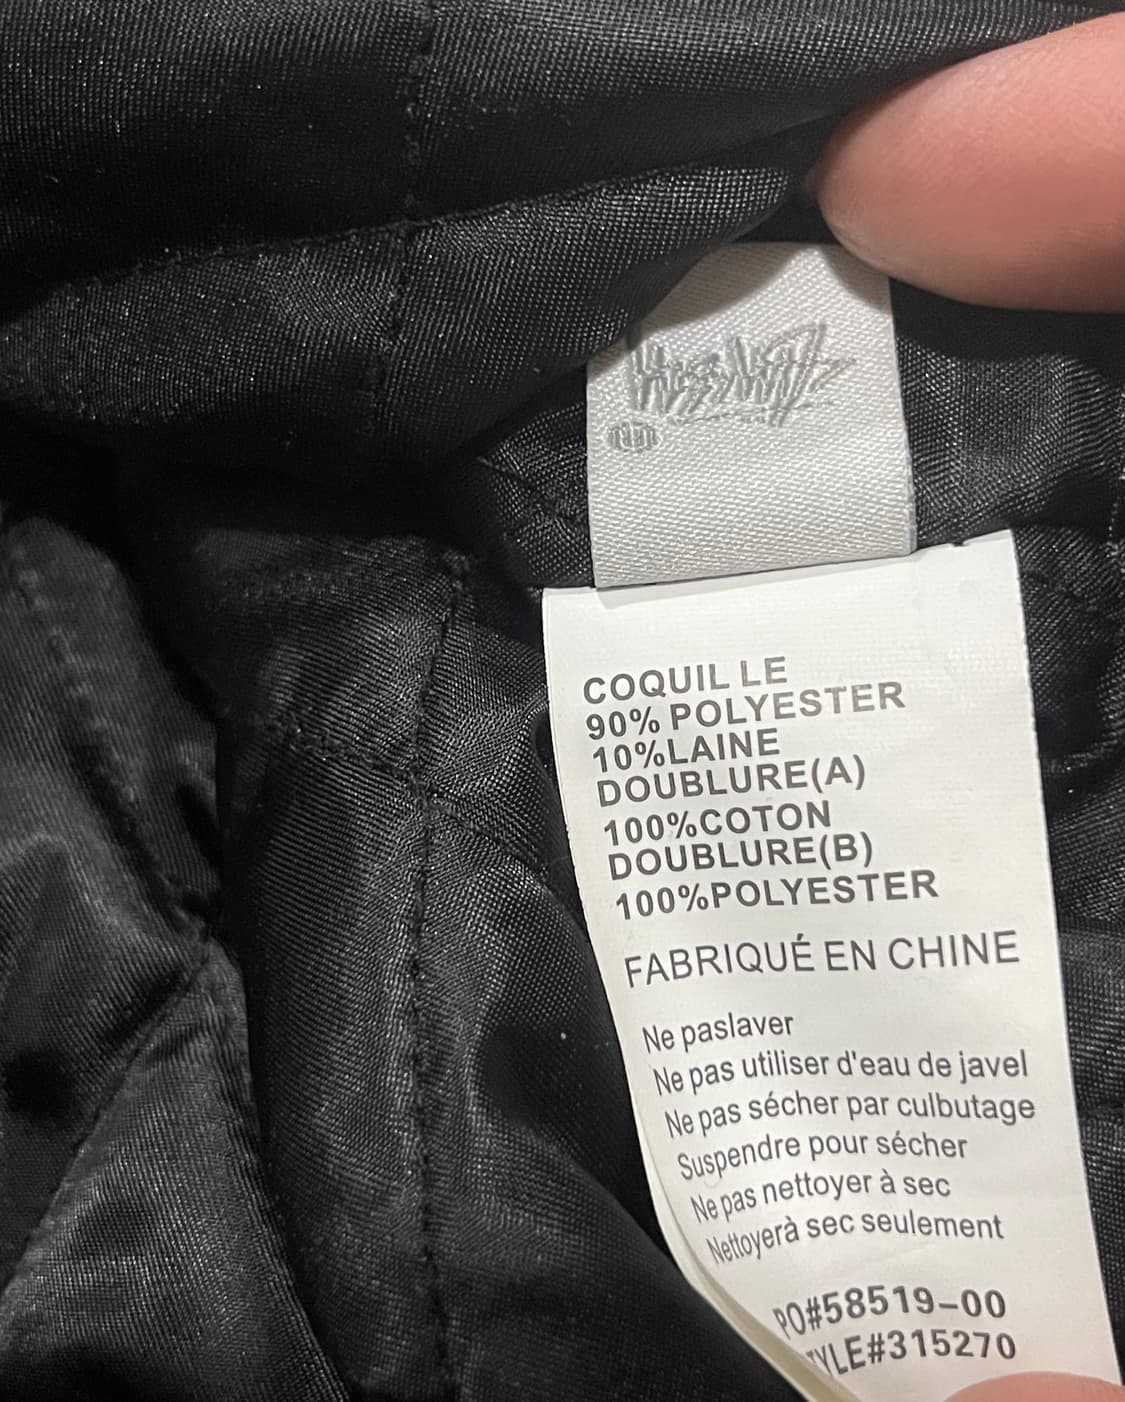 COQUIL LE
90% POLYESTER
10%LAINE
DOUBLURE(A)
100%COTON
DOUBLURE(B)
100%POLYESTER
FABRIQUÉ EN CHINE
Ne paslaver
Ne pas utiliser d'eau de javel
Ne pas sécher par culbutage
Suspendre pour sécher
Ne pas nettoyer à sec
Nettoyerà sec seulement
PO#58519-00
YLE#315270